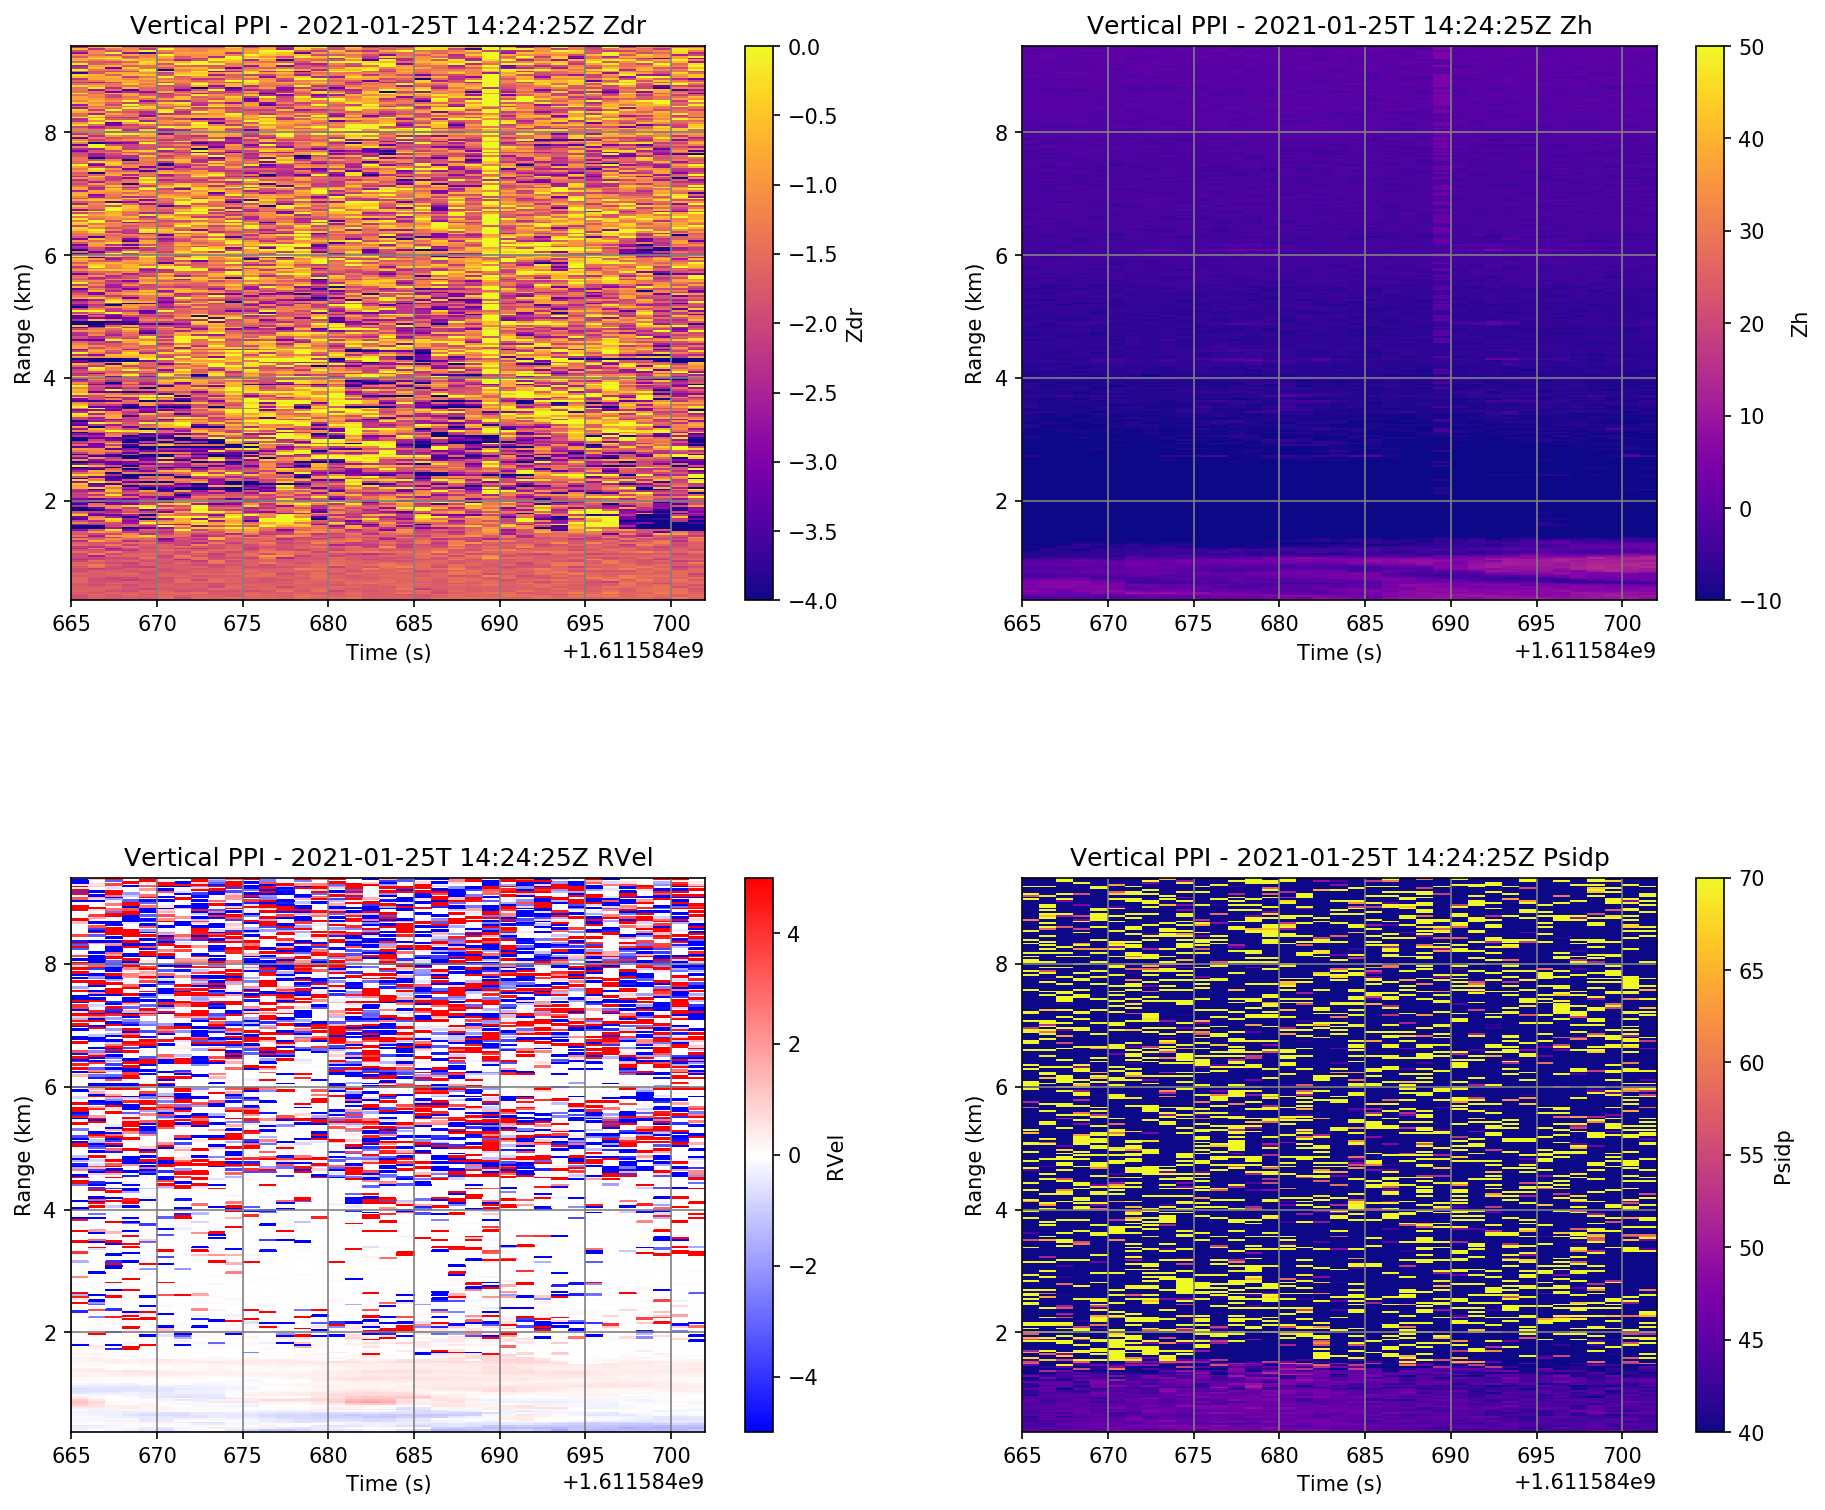 Vertical PPI - 2021-01-25T 14:24:25Z Zdr
Range (km)
8
6
4
2
665 670 675 680 685 690 695 700
Time (s)
+1.611584e9
0.0
−0.5
−1.0
−1.5
−2.0
−2.5
−3.0
−3.5
−4.0
Zdr
Vertical PPI - 2021-01-25T 14:24:25Z Zh
Range (km)
8
6
4
2
665 670 675 680 685 690 695 700
Time (s)
+1.611584e9
50
40
30
20
10
0
−10
Zh
Vertical PPI - 2021-01-25T 14:24:25Z RVel
Range (km)
8
6
4
2
665 670 675 680 685 690 695 700
Time (s)
+1.611584e9
4
2
0
−2
−4
RVel
Vertical PPI - 2021-01-25T 14:24:25Z Psidp
Range (km)
8
6
4
2
665 670 675 680 685 690 695 700
Time (s)
+1.611584e9
70
65
60
55
50
45
40
Psidp